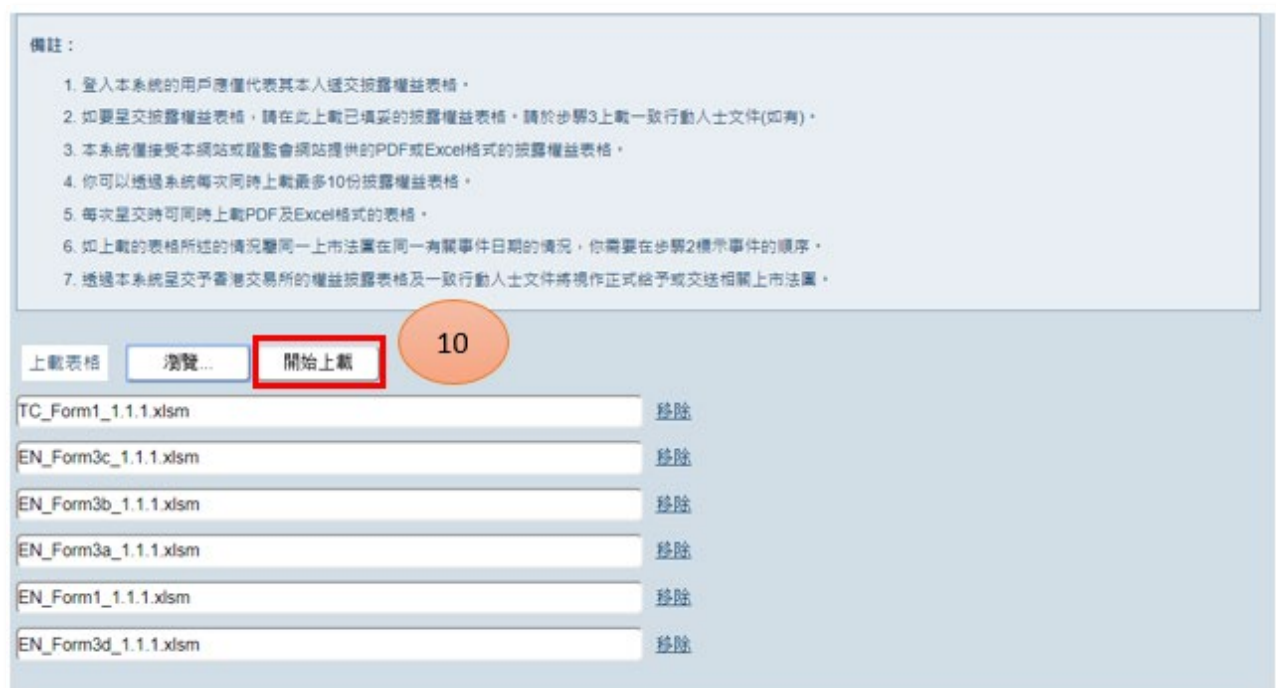 備註：
1. 登入本系統的用戶應僅代表其本人遞交披露權益表格。
2. 如要呈交披露權益表格，請在此上載已填妥的披露權益表格。請於步驟3上載一致行動人士文件(如有)。
3. 本系統僅接受本網站或證監會網站提供的PDF或Excel格式的披露權益表格。
4. 你可以透過系統每次同時上載最多10份披露權益表格。
5. 每次呈交時可同時上載PDF及Excel格式的表格。
6. 如上載的表格所述的情況屬同一上市法團在同一有關事件日期的情況，你需要在步驟2標示事件的順序。
7. 透過本系統呈交予香港交易所的權益披露表格及一致行動人士文件將視作正式給予或交送相關上市法團。
10
上載表格 瀏覽... 開始上載
TC_Form1_1.1.1.xlsm 移除
EN_Form3c_1.1.1.xlsm 移除
EN_Form3b_1.1.1.xlsm 移除
EN_Form3a_1.1.1.xlsm 移除
EN_Form1_1.1.1.xlsm 移除
EN_Form3d_1.1.1.xlsm 移除